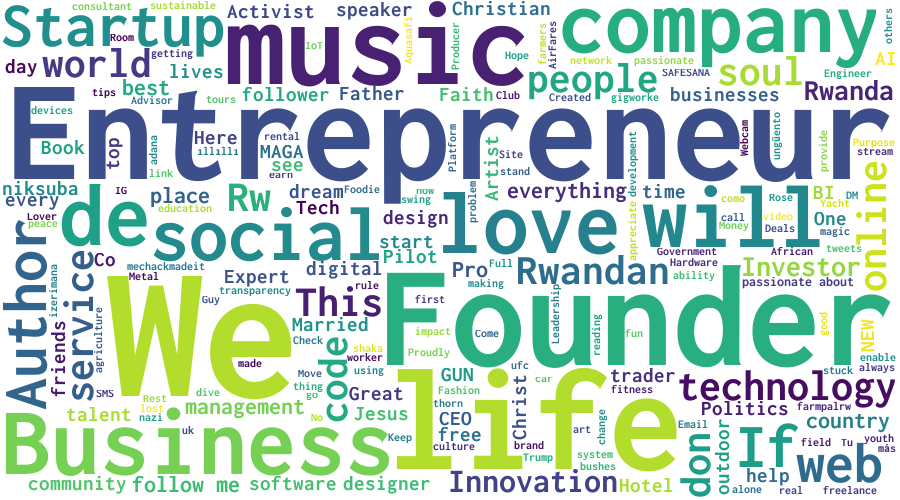 consultant sustainable
Startup
music
Activist speaker Christian
company
others
Room getting
IoT
Aquasafi
Producer
Hope
farmers
AirFares
network passionate
AI
day world lives
people
SAFESANA
soul
Engineer
tips best
Advisor tours
follower Father Faith Club
Created gigworke
businesses
Rwanda
Entrepreneur
devices
Book
top
adana
link
Here
ıllıllı
rental
MAGA
see
earn
Platform
Artist
Site
stand
Webcam
ungüento
provide
Purpose
stream
niksuba
every
Lover
peace
de
place
education
IG
Rw
dream
Foodie
Tech
now
swing
design
problem
everything
development
time
como
Rose
BI
DM
Yacht
One
magic
tweets
online
social
love
will
appreciate
call
Money
video
Deals
African
start
Pilot
Author
izerimana
service
Co
mechackmadeit
Metal
Guy
Expert
transparency
digital
rule
This
Pro
Full
making
Rwandan
Government
Hardware
ability
Investor
passionate about
We
made
Married
Check
first
impact
Proudly
Founder
Come
Leadership
reading
fun
good
NEW
stuck
enable
always
friends
agriculture
SMS
Move
thing
go
code
shaka
worker
using
Great
GUN
Fashion
thorn
ufc
car
trader
fitness
technology
Rest
lost
nazi
talent
dive
management
No
Jesus
CEO
free
culture
Christ
brand
life
art
change
system
bushes
Trump
Politics
farmpalrw
country
Business
uk
Keep
Email
don
outdoor
If
field Tu youth
más
web
help
alone real freelance
community follow me software designer
Innovation Hotel